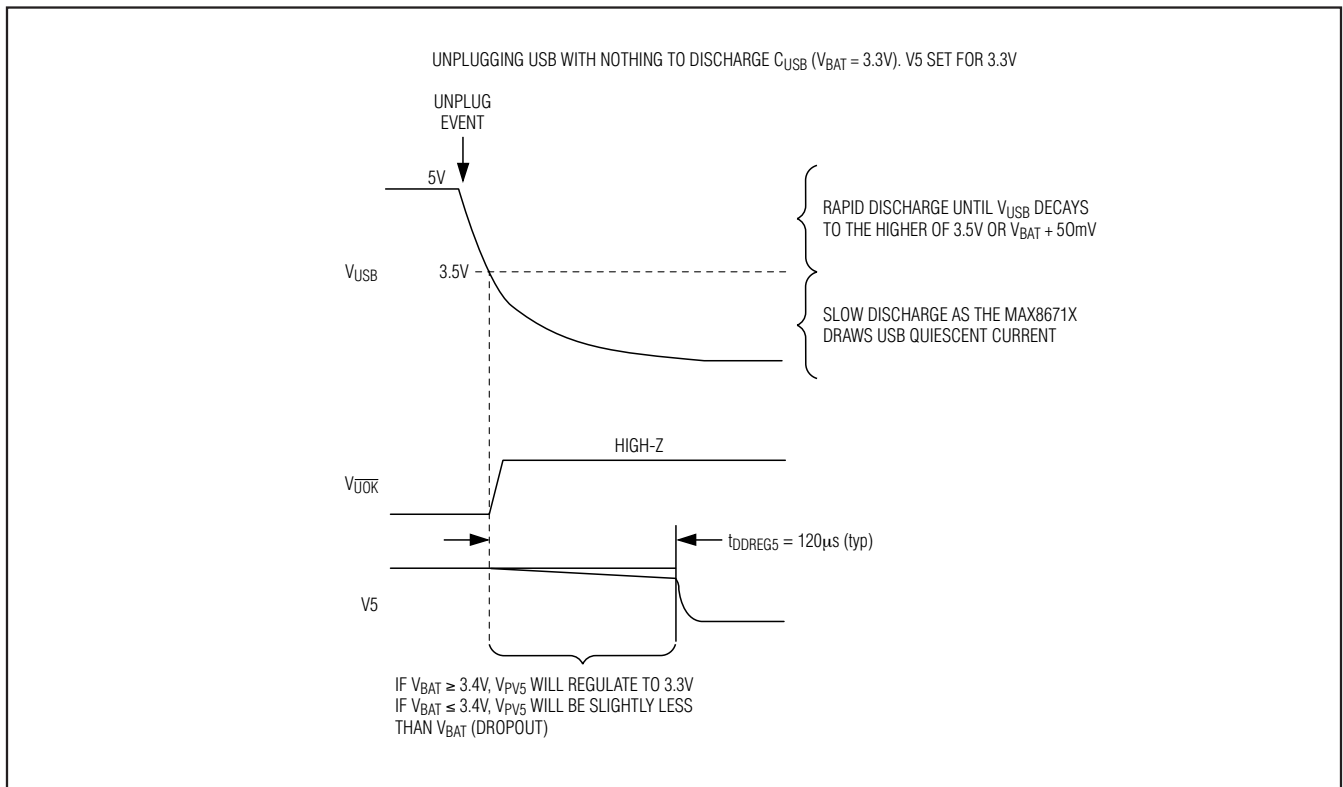 UNPLUGGING USB WITH NOTHING TO DISCHARGE CUSB (VBAT = 3.3V). V5 SET FOR 3.3V
UNPLUG
EVENT
5V
RAPID DISCHARGE UNTIL VUSB DECAYS
TO THE HIGHER OF 3.5V OR VBAT + 50mV
VUSB
3.5V
SLOW DISCHARGE AS THE MAX8671X
DRAWS USB QUIESCENT CURRENT
HIGH-Z
VUOK
tDDREG5 = 120µs (typ)
V5
IF VBAT ≥ 3.4V, VPV5 WILL REGULATE TO 3.3V
IF VBAT ≤ 3.4V, VPV5 WILL BE SLIGHTLY LESS
THAN VBAT (DROPOUT)